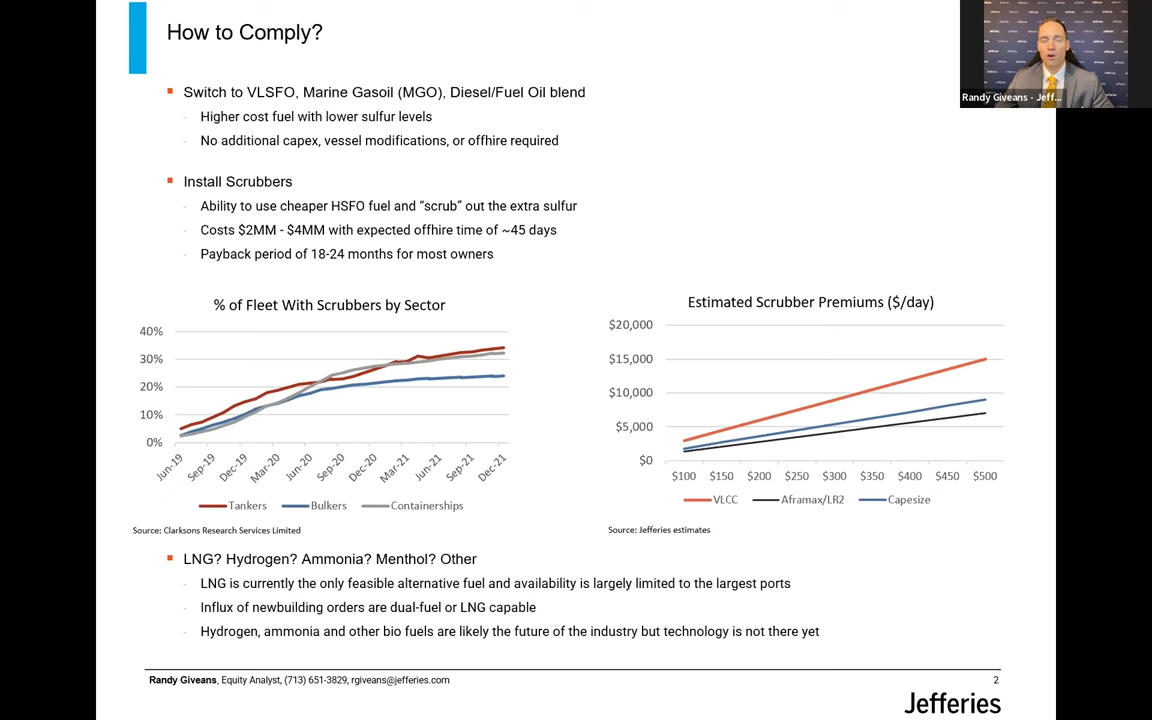 How to Comply?
Switch to VLSFO, Marine Gasoil (MGO), Diesel/Fuel Oil blend
- Higher cost fuel with lower sulfur levels
- No additional capex, vessel modifications, or offhire required
Install Scrubbers
- Ability to use cheaper HSFO fuel and “scrub” out the extra sulfur
- Costs $2MM - $4MM with expected offhire time of ~45 days
- Payback period of 18-24 months for most owners
% of Fleet With Scrubbers by Sector
40%
30%
20%
10%
0%
Jun-19 Sep-19 Dec-19 Mar-20 Jun-20 Sep-20 Dec-20 Mar-21 Jun-21 Sep-21 Dec-21
Tankers Bulkers Containerships
Source: Clarksons Research Services Limited
Estimated Scrubber Premiums ($/day)
$20,000
$15,000
$10,000
$5,000
$0
$100 $150 $200 $250 $300 $350 $400 $450 $500
VLCC Aframax/LR2 Capesize
Source: Jefferies estimates
LNG? Hydrogen? Ammonia? Menthol? Other
- LNG is currently the only feasible alternative fuel and availability is largely limited to the largest ports
- Influx of newbuilding orders are dual-fuel or LNG capable
- Hydrogen, ammonia and other bio fuels are likely the future of the industry but technology is not there yet
Randy Giveans, Equity Analyst, (713) 651-3829, rgiveans@jefferies.com
2
Jefferies
Jefferies
Randy Giveans - Jeff...